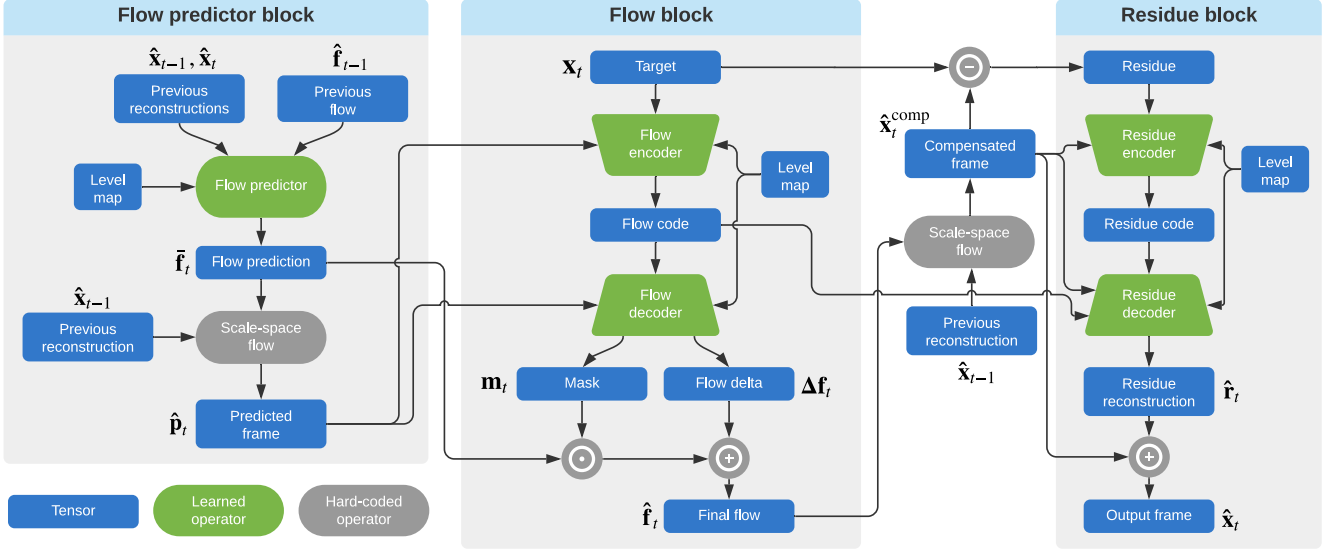 Flow predictor block
x̂ₜ₋₁, x̂ₜ
f̂ₜ₋₁
Previous
reconstructions
Previous
flow
Level
map
Flow predictor
f̄ₜ
Flow prediction
x̂ₜ₋₁
Previous
reconstruction
Scale-space
flow
p̂ₜ
Predicted
frame
Tensor
Learned
operator
Hard-coded
operator
Flow block
xₜ
Target
Flow
encoder
Level
map
Flow code
Flow
decoder
mₜ
Mask
Flow delta
Δfₜ
f̂ₜ
Final flow
x̂ₜᶜᵒᵐᵖ
Compensated
frame
Scale-space
flow
Previous
reconstruction
x̂ₜ₋₁
Residue block
Residue
Residue
encoder
Level
map
Residue code
Residue
decoder
Residue
reconstruction
r̂ₜ
Output frame
x̂ₜ